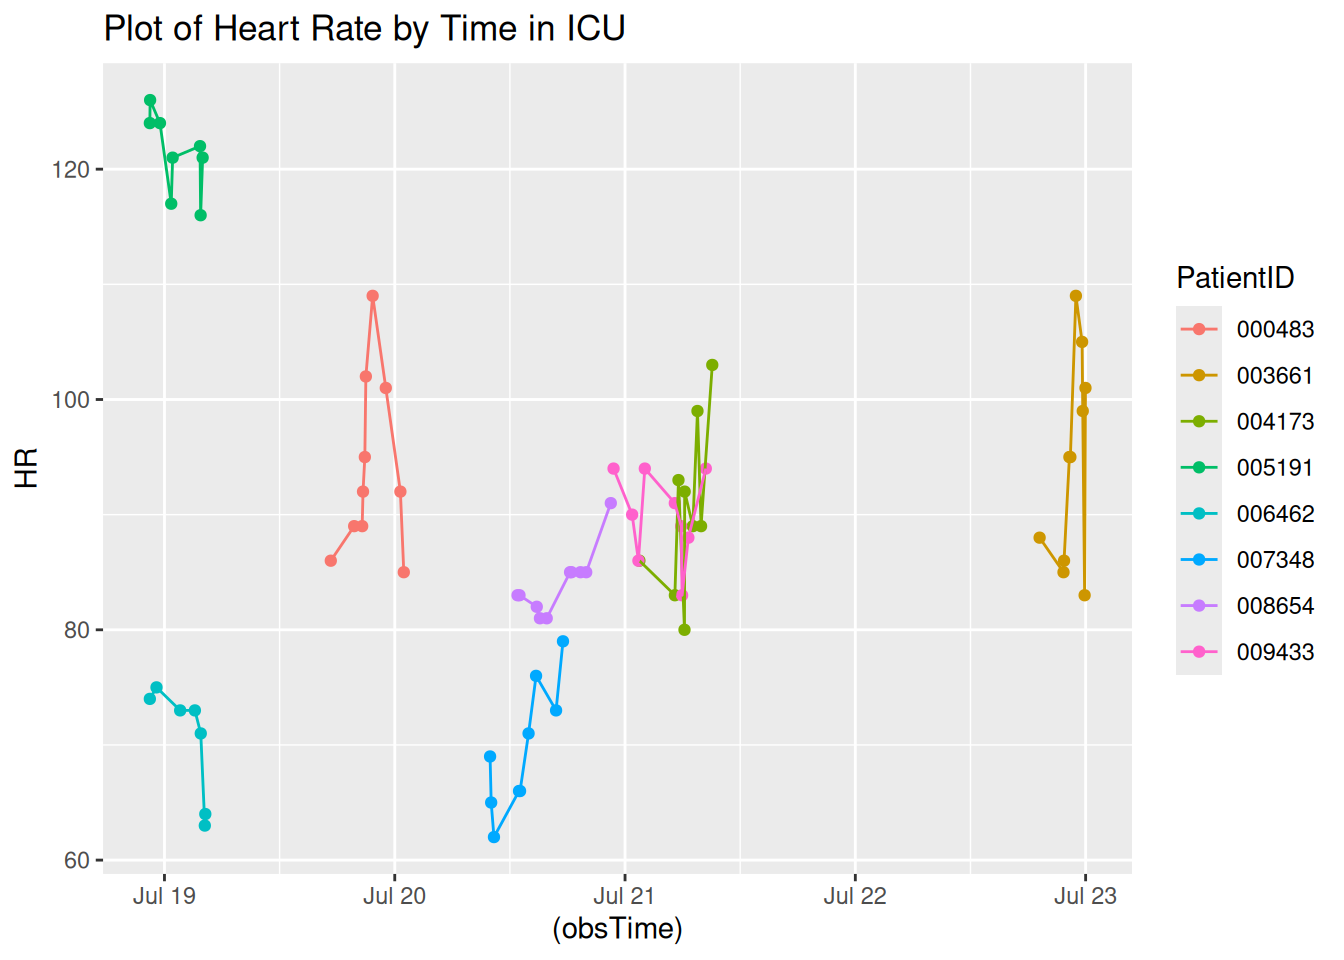 Plot of Heart Rate by Time in ICU
120
100
80
60
HR
Jul 19
Jul 20
Jul 21
Jul 22
Jul 23
(obsTime)
PatientID
000483
003661
004173
005191
006462
007348
008654
009433